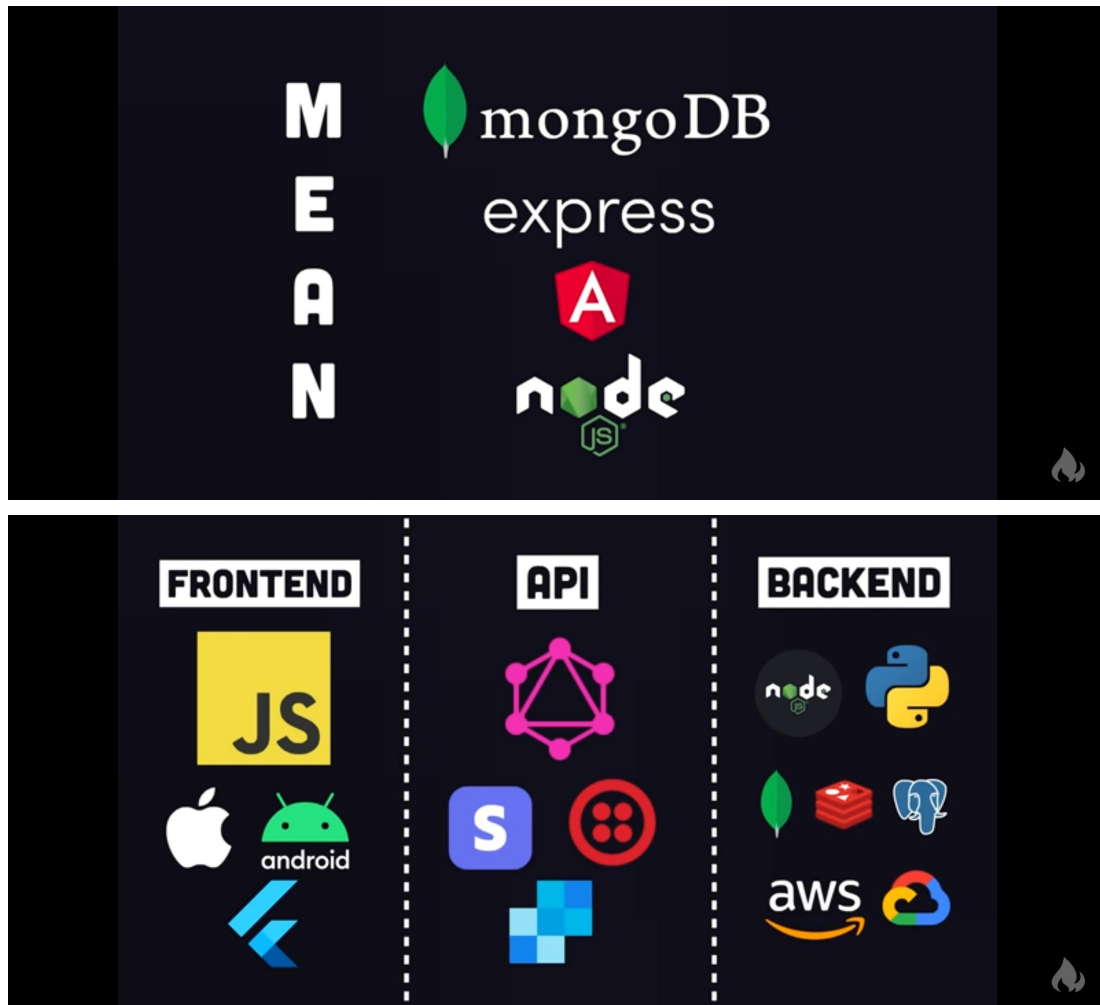 M mongoDB
E express
A A
N node
JS
FRONTEND API BACKEND
JS
node
JS
android
S
aws